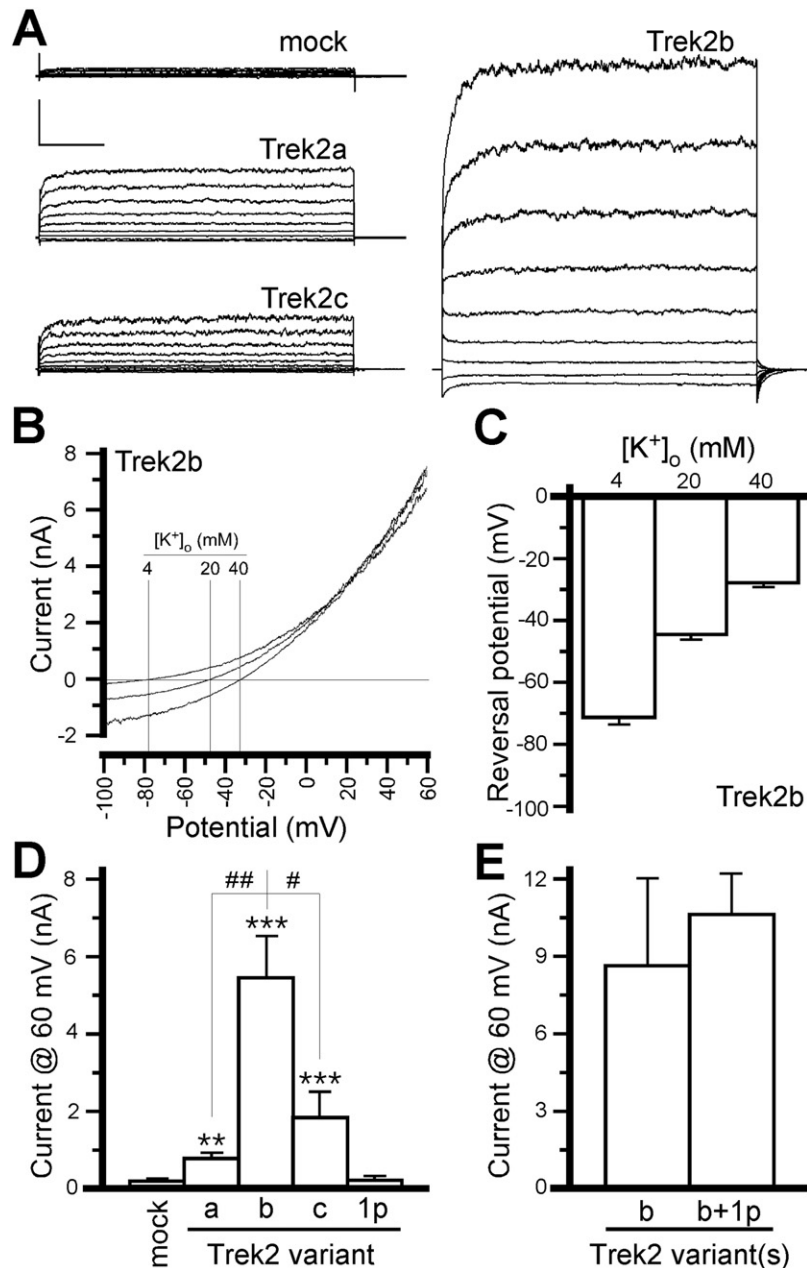 A
mock
Trek2b
Trek2a
Trek2c
B
Trek2b
[K+]o (mM)
4 20 40
Current (nA)
8
6
4
2
0
-2
-100 -80 -60 -40 -20 0 20 40 60
Potential (mV)
C
[K+]o (mM)
4 20 40
Reversal potential (mV)
0
-20
-40
-60
-80
-100
Trek2b
D
Current @ 60 mV (nA)
8
6
4
2
0
## #
***
**
***
mock a b c 1p
Trek2 variant
E
Current @ 60 mV (nA)
12
9
6
3
0
b b+1p
Trek2 variant(s)